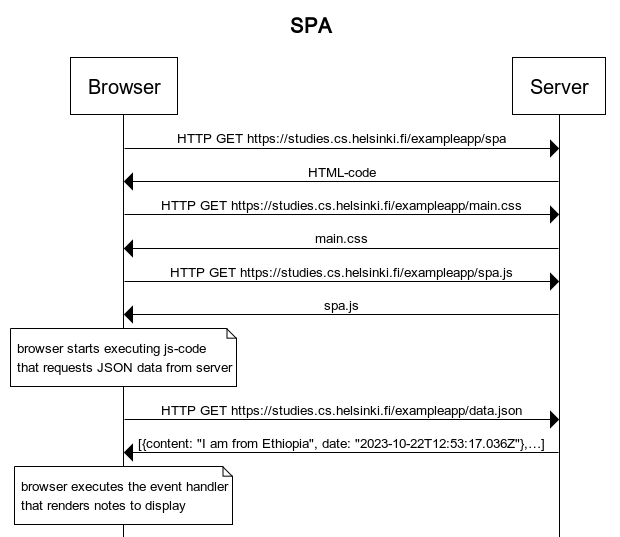 SPA
Browser
Server
HTTP GET https://studies.cs.helsinki.fi/exampleapp/spa
HTML-code
HTTP GET https://studies.cs.helsinki.fi/exampleapp/main.css
main.css
HTTP GET https://studies.cs.helsinki.fi/exampleapp/spa.js
spa.js
browser starts executing js-code
that requests JSON data from server
HTTP GET https://studies.cs.helsinki.fi/exampleapp/data.json
[{content: "I am from Ethiopia", date: "2023-10-22T12:53:17.036Z"},…]
browser executes the event handler
that renders notes to display